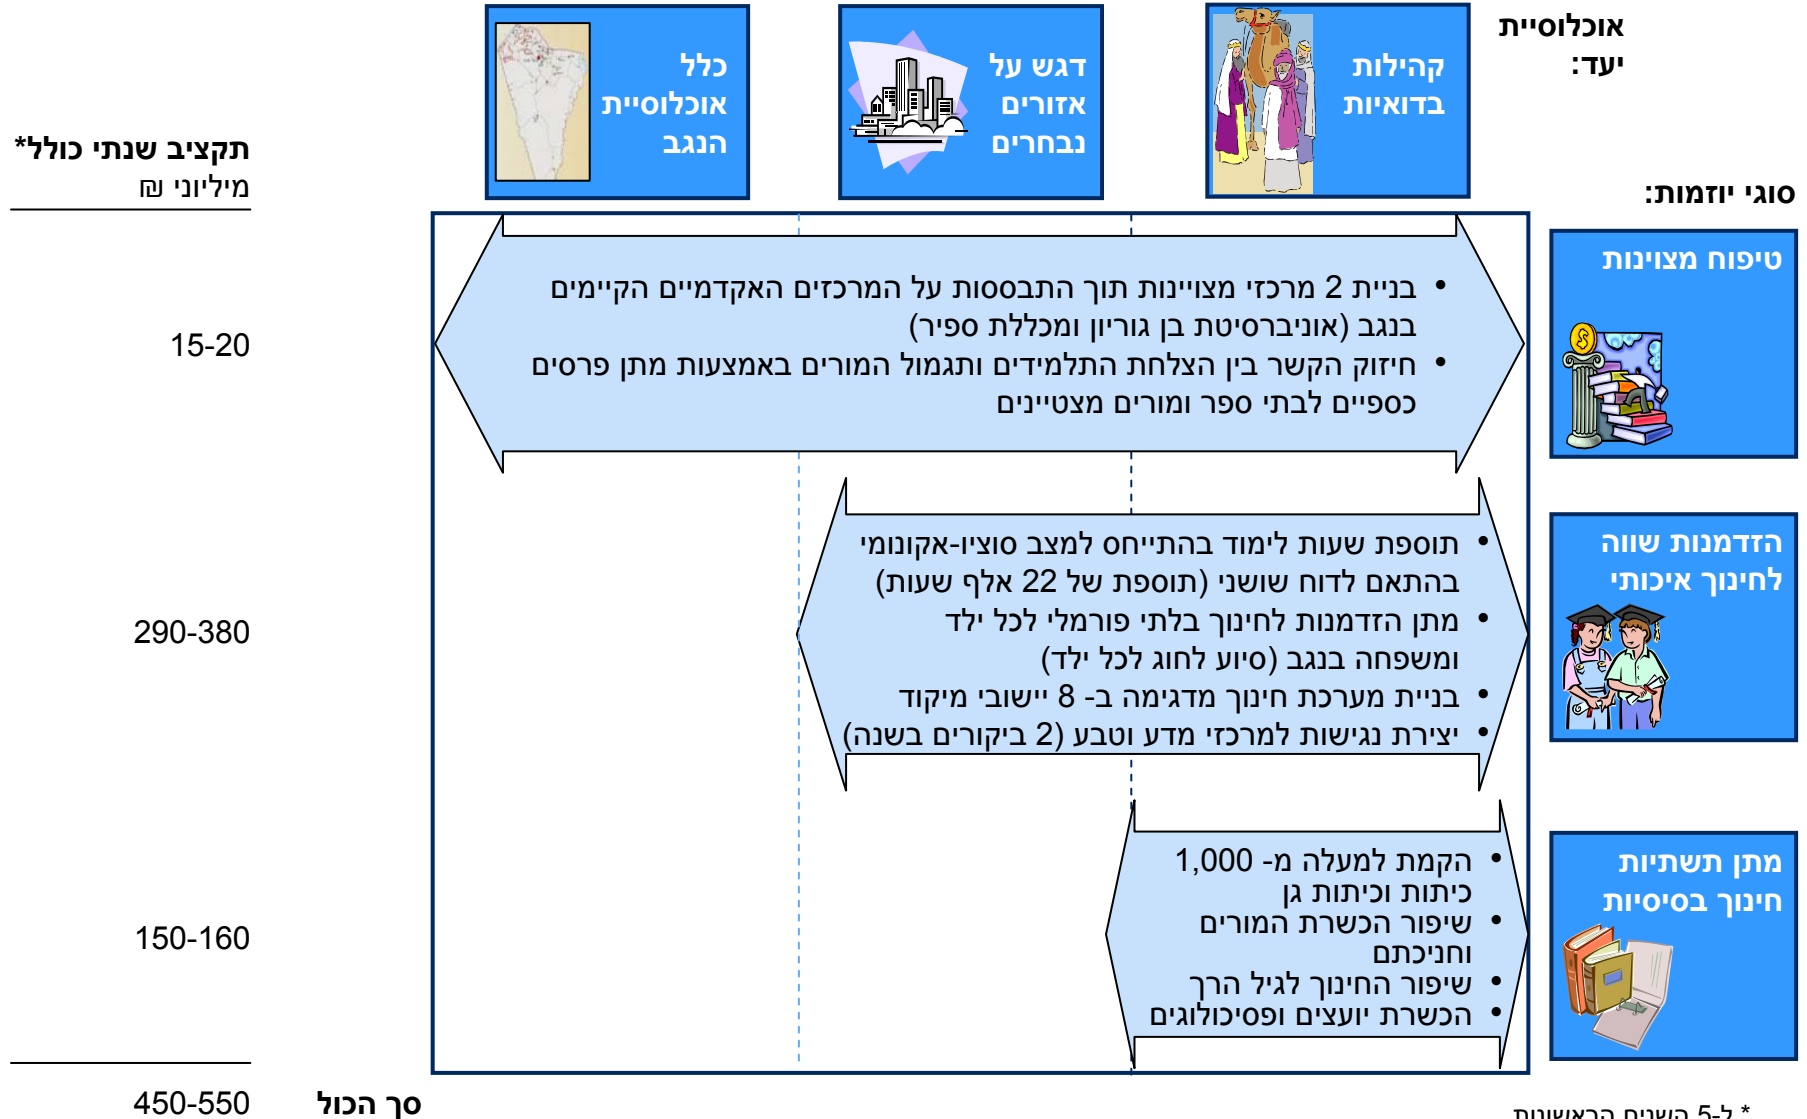 אוכלוסיית
יעד:
קהילות
בדואיות
דגש על
אזורים
נבחרים
כלל
אוכלוסיית
הנגב
תקציב שנתי כולל*
מיליוני ₪
סוגי יוזמות:
טיפוח מצוינות
• בניית 2 מרכזי מצויינות תוך התבססות על המרכזים האקדמיים הקיימים
בנגב (אוניברסיטת בן גוריון ומכללת ספיר)
• חיזוק הקשר בין הצלחת התלמידים ותגמול המורים באמצעות מתן פרסים
כספיים לבתי ספר ומורים מצטיינים
15-20
הזדמנות שווה
לחינוך איכותי
• תוספת שעות לימוד בהתייחס למצב סוציו-אקונומי
בהתאם לדוח שושני (תוספת של 22 אלף שעות)
• מתן הזדמנות לחינוך בלתי פורמלי לכל ילד
ומשפחה בנגב (סיוע לחוג לכל ילד)
• בניית מערכת חינוך מדגימה ב- 8 יישובי מיקוד
• יצירת נגישות למרכזי מדע וטבע (2 ביקורים בשנה)
290-380
מתן תשתיות
חינוך בסיסיות
• הקמת למעלה מ- 1,000
כיתות וכיתות גן
• שיפור הכשרת המורים
וחניכתם
• שיפור החינוך לגיל הרך
• הכשרת יועצים ופסיכולוגים
150-160
סך הכול
450-550
* ל-5 השנים הראשונות